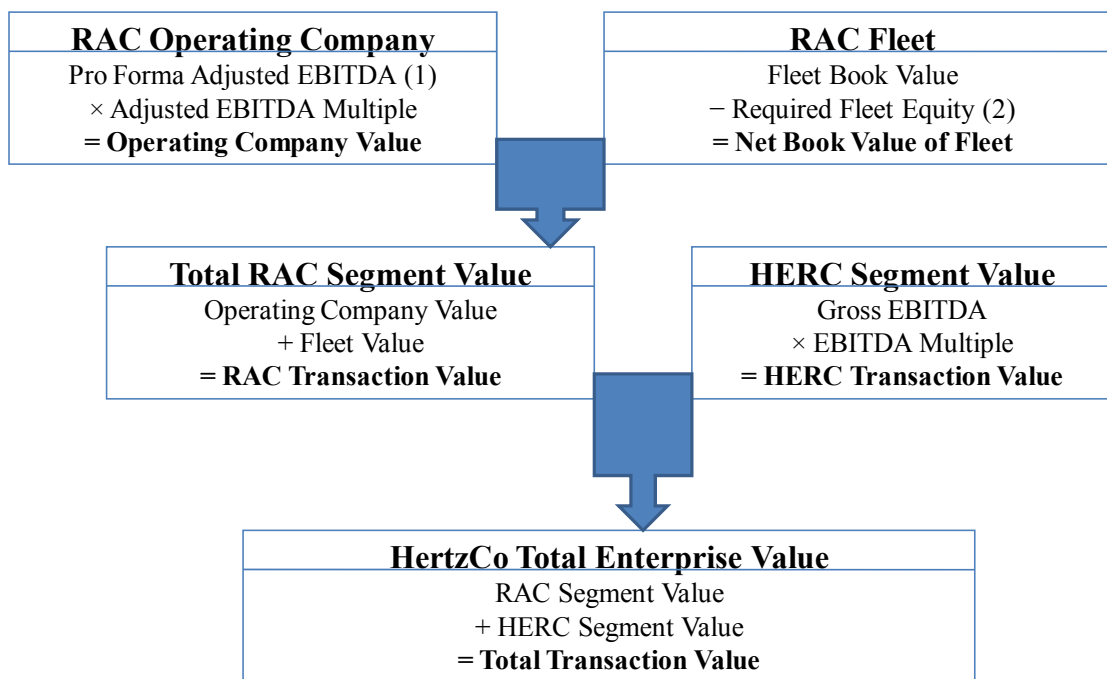 RAC Operating Company
Pro Forma Adjusted EBITDA (1)
× Adjusted EBITDA Multiple
= Operating Company Value
RAC Fleet
Fleet Book Value
− Required Fleet Equity (2)
= Net Book Value of Fleet
Total RAC Segment Value
Operating Company Value
+ Fleet Value
= RAC Transaction Value
HERC Segment Value
Gross EBITDA
× EBITDA Multiple
= HERC Transaction Value
HertzCo Total Enterprise Value
RAC Segment Value
+ HERC Segment Value
= Total Transaction Value